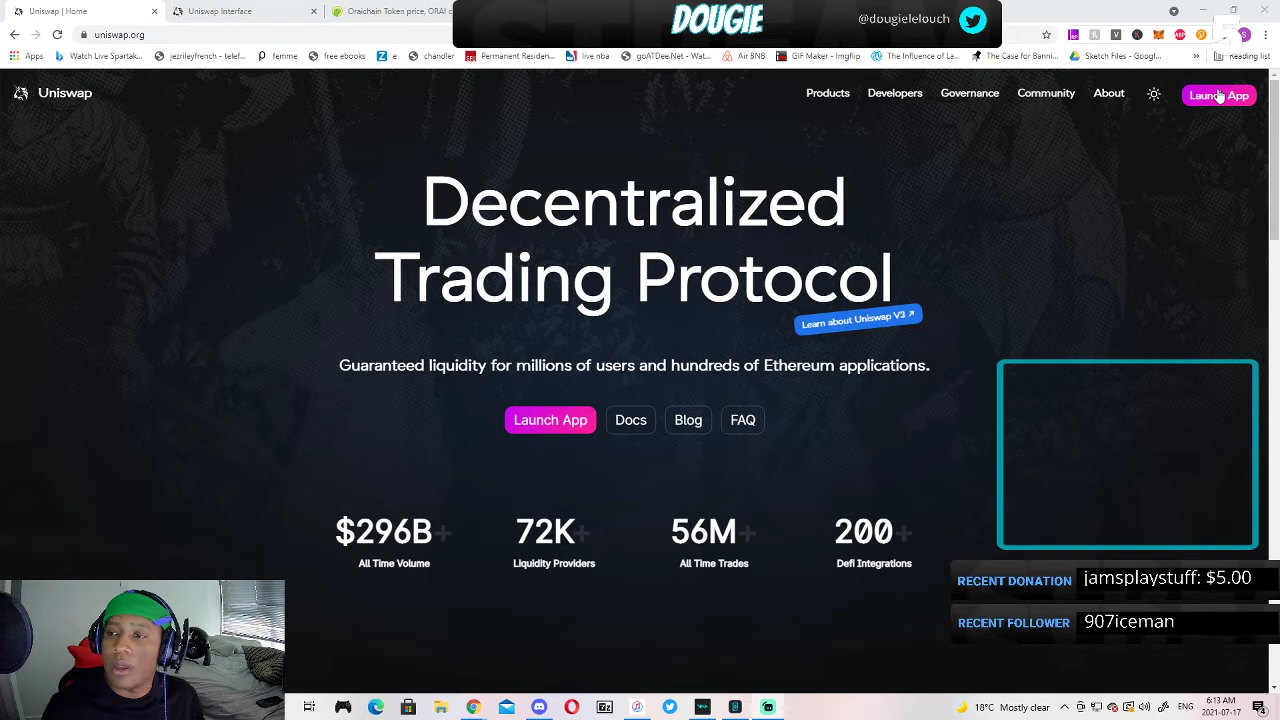 DOUGIE
@dougielelouch
Uniswap | Home
Uniswap Interface
Oraichain Token price, ORAI c
uniswap.org
Apps
Bekah Live Spartak...
jeznileyfrench - telef...
femme
free ebooks
e
chandler
Permanent Residen...
live nba
goATDee.Net - Wat...
Air BNB
GIF Maker - Imgflip
The Influence of La...
The Case for Bannin...
Sketch Files - Googl...
Reading list
Uniswap
Products
Developers
Governance
Community
About
Launch App
Decentralized
Trading Protocol
Learn about Uniswap V3 ↗
Guaranteed liquidity for millions of users and hundreds of Ethereum applications.
Launch App
Docs
Blog
FAQ
$296B+
72K+
56M+
200+
All Time Volume
Liquidity Providers
All Time Trades
Defi Integrations
RECENT DONATION
jamsplaystuff: $5.00
RECENT FOLLOWER
907iceman
18°C Mostly clear
ENG
6:13 AM
2021-07-17